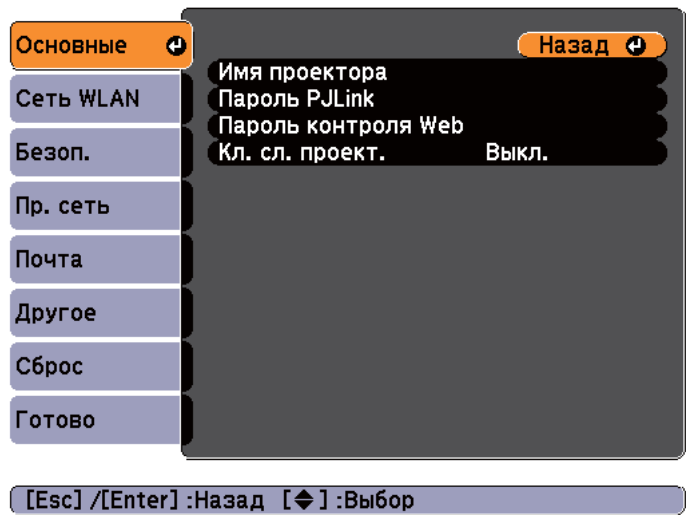 Основные
Назад
Имя проектора
Сеть WLAN
Пароль PJLink
Пароль контроля Web
Безоп.
Кл. сл. проект. Выкл.
Пр. сеть
Почта
Другое
Сброс
Готово
[Esc] /[Enter] :Назад [◆] :Выбор